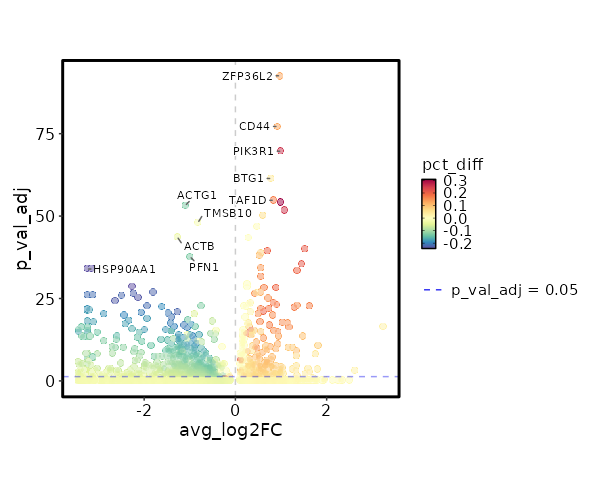 ZFP36L2
CD44
PIK3R1
BTG1
ACTG1
TAF1D
TMSB10
ACTB
PFN1
HSP90AA1
75
50
25
0
p_val_adj
-2
0
2
avg_log2FC
pct_diff
0.3
0.2
0.1
0.0
-0.1
-0.2
p_val_adj = 0.05